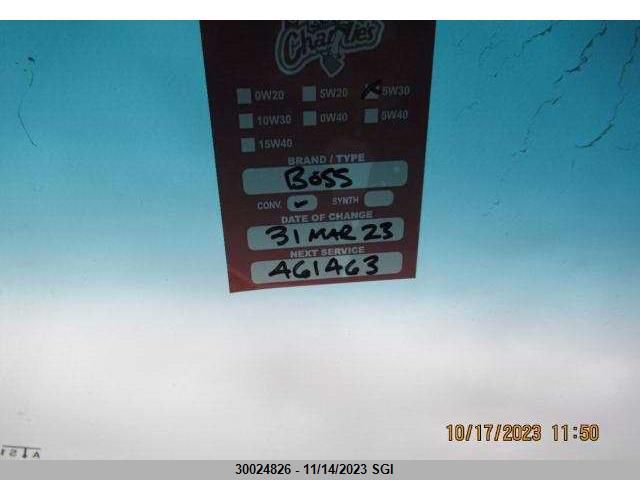 Charlie's
0W20 5W20 5W30
10W30 0W40 5W40
15W40
BRAND / TYPE
BOSS
CONV. SYNTH
DATE OF CHANGE
31 MAR 23
NEXT SERVICE
461463
10/17/2023 11:50
30024826 - 11/14/2023 SGI